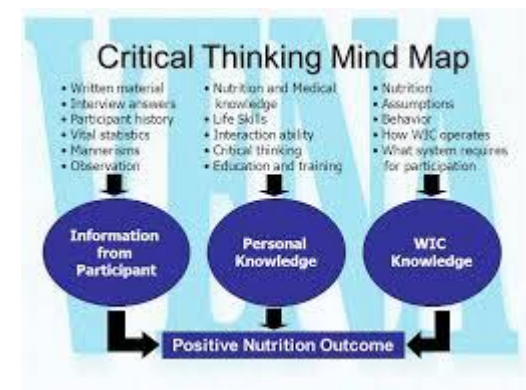 VENA
Critical Thinking Mind Map
• Written material
• Interview answers
• Participant history
• Vital statistics
• Mannerisms
• Observation
• Nutrition and Medical
knowledge
• Life Skills
• Interaction ability
• Critical thinking
• Education and training
• Nutrition
• Assumptions
• Behavior
• How WIC operates
• What system requires
for participation
Information
from
Participant
Personal
Knowledge
WIC
Knowledge
Positive Nutrition Outcome